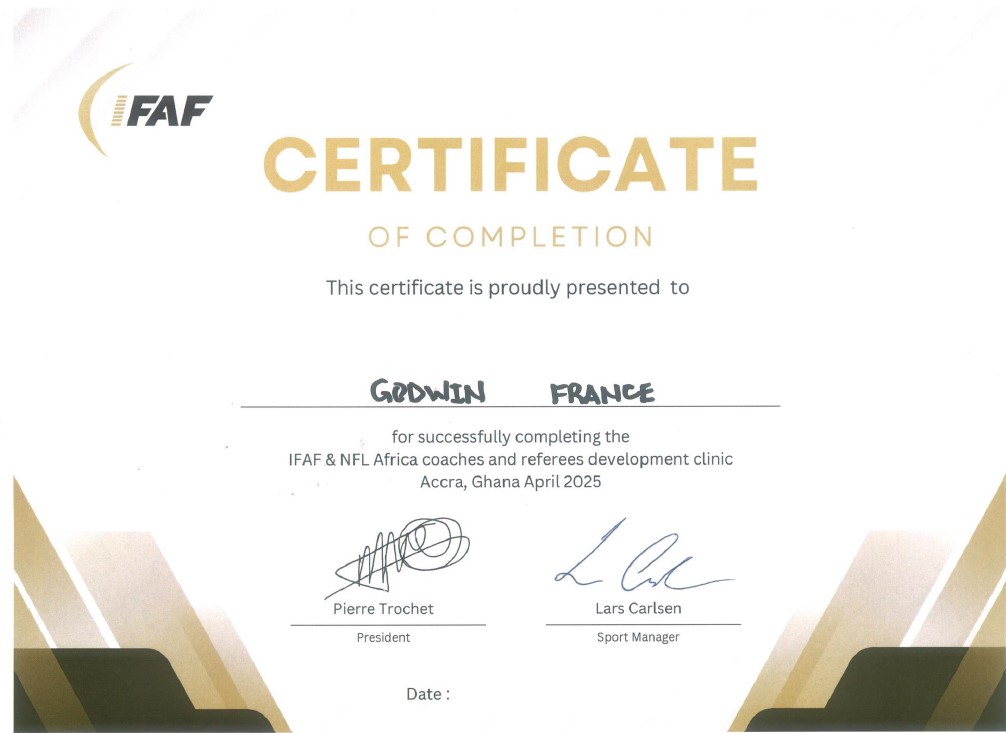 IFAF
CERTIFICATE
OF COMPLETION
This certificate is proudly presented to
GODWIN FRANCE
for successfully completing the
IFAF & NFL Africa coaches and referees development clinic
Accra, Ghana April 2025
Pierre Trochet
Lars Carlsen
President
Sport Manager
Date :